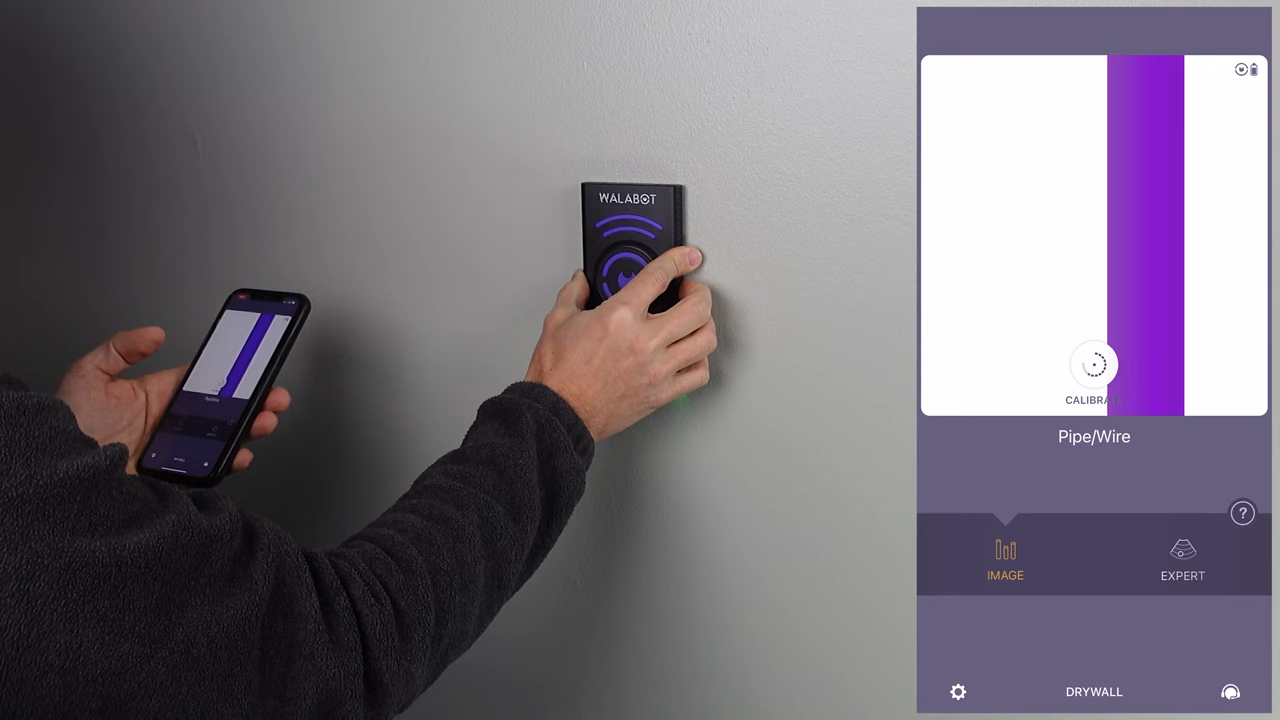 WALABOT
CALIBRATE
Pipe/Wire
?
IMAGE
EXPERT
DRYWALL